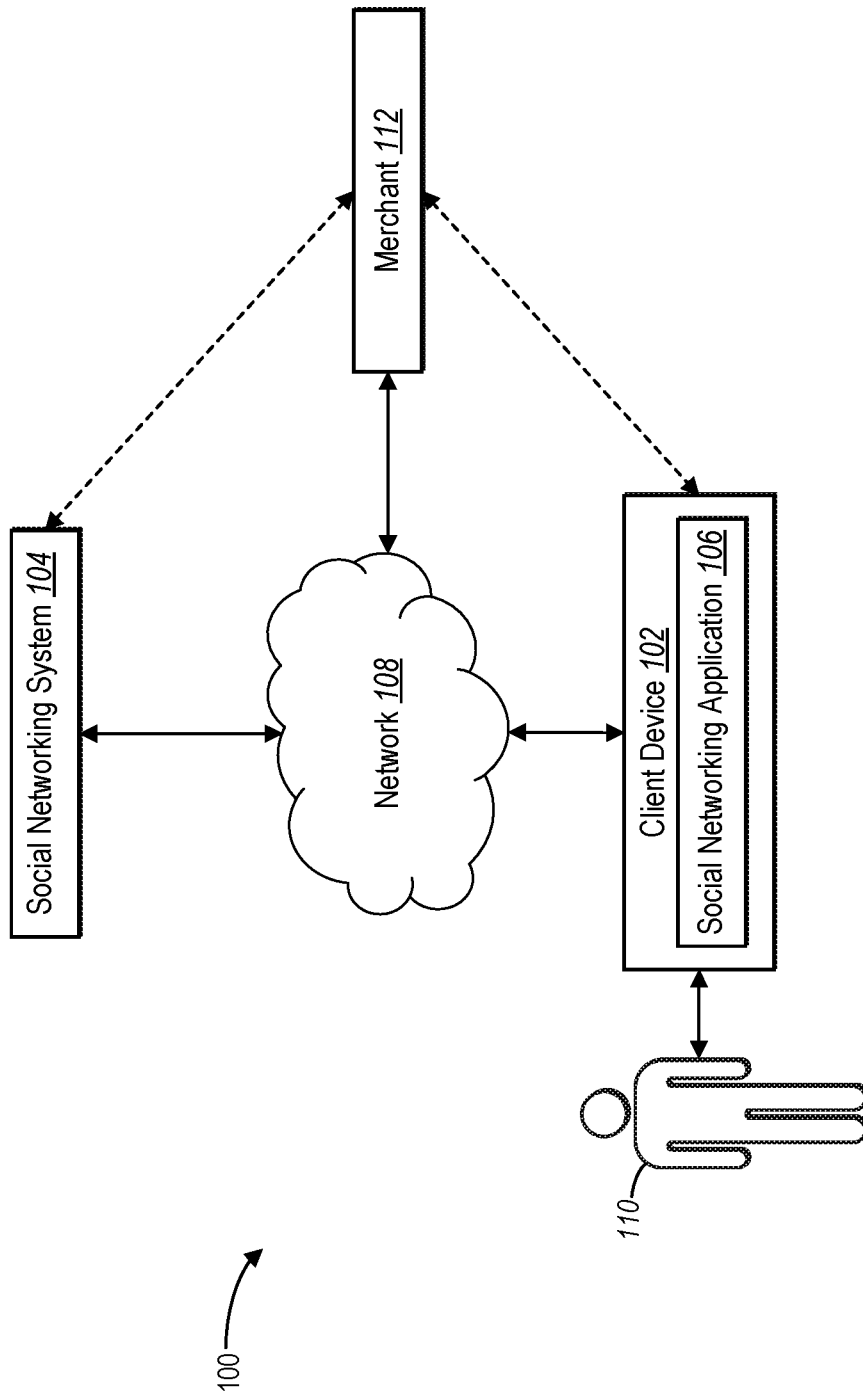 100
Social Networking System 104
Network 108
Merchant 112
110
Client Device 102
Social Networking Application 106